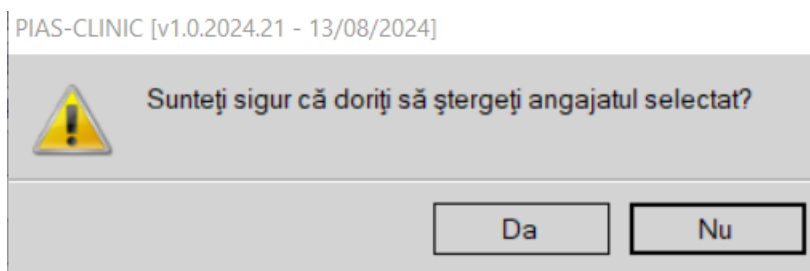 PIAS-CLINIC [v1.0.2024.21 - 13/08/2024]
Sunteţi sigur că doriţi să ştergeţi angajatul selectat?
Da
Nu